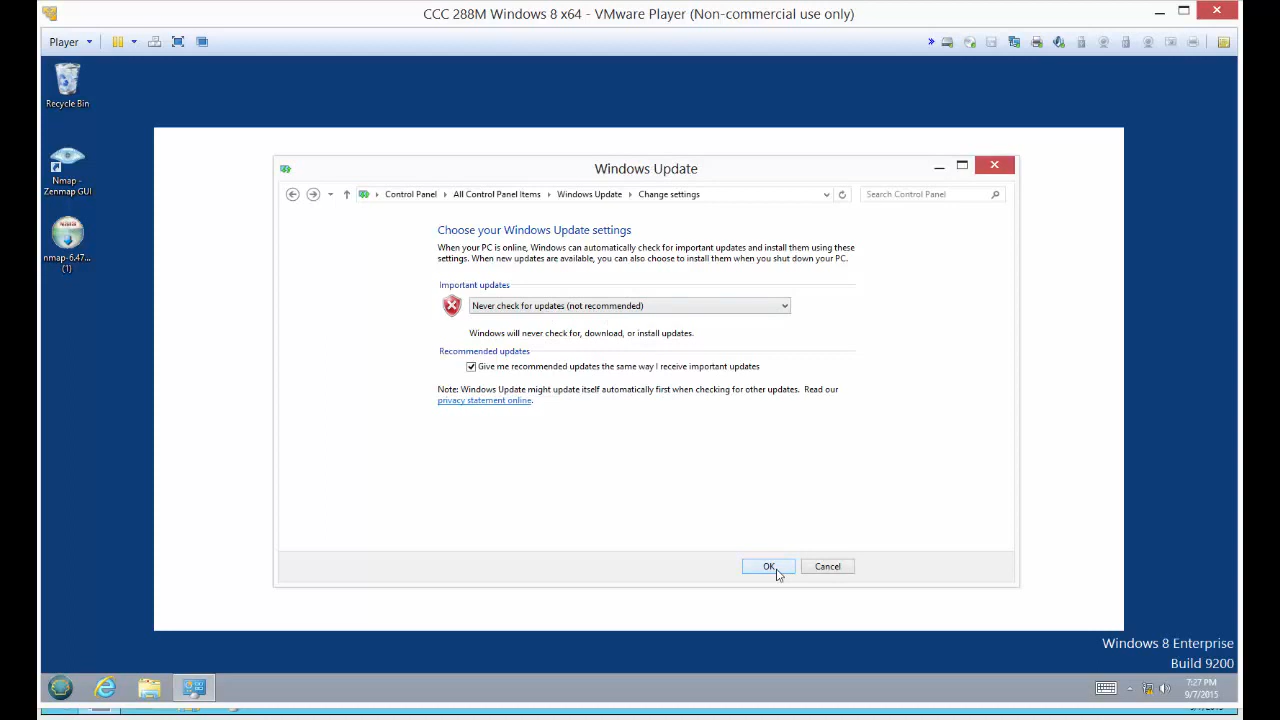 CCC 288M Windows 8 x64 - VMware Player (Non-commercial use only)
Player
Recycle Bin
Nmap -
Zenmap GUI
nmap-6.47...
(1)
Windows Update
Control Panel
All Control Panel Items
Windows Update
Change settings
Search Control Panel
Choose your Windows Update settings
When your PC is online, Windows can automatically check for important updates and install them using these
settings. When new updates are available, you can also choose to install them when you shut down your PC.
Important updates
Never check for updates (not recommended)
Windows will never check for, download, or install updates.
Recommended updates
Give me recommended updates the same way I receive important updates
Note: Windows Update might update itself automatically first when checking for other updates. Read our
privacy statement online.
OK
Cancel
Windows 8 Enterprise
Build 9200
7:27 PM
9/7/2015